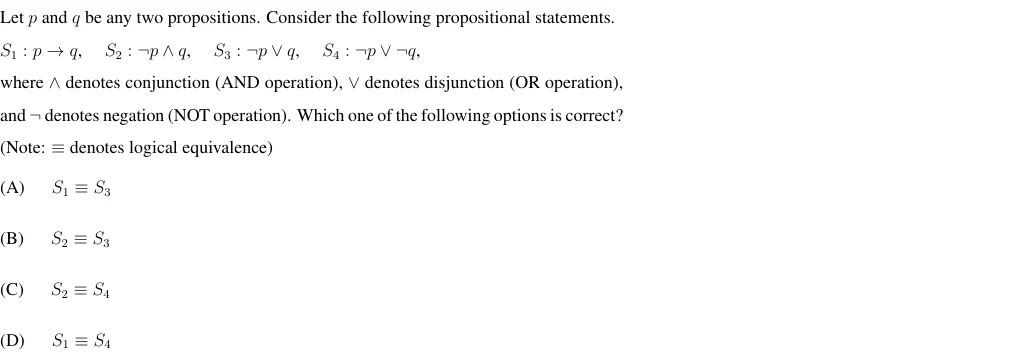 Let p and q be any two propositions. Consider the following propositional statements.
S₁ : p → q, S₂ : ¬p ∧ q, S₃ : ¬p ∨ q, S₄ : ¬p ∨ ¬q,
where ∧ denotes conjunction (AND operation), ∨ denotes disjunction (OR operation),
and ¬ denotes negation (NOT operation). Which one of the following options is correct?
(Note: ≡ denotes logical equivalence)
(A) S₁ ≡ S₃
(B) S₂ ≡ S₃
(C) S₂ ≡ S₄
(D) S₁ ≡ S₄